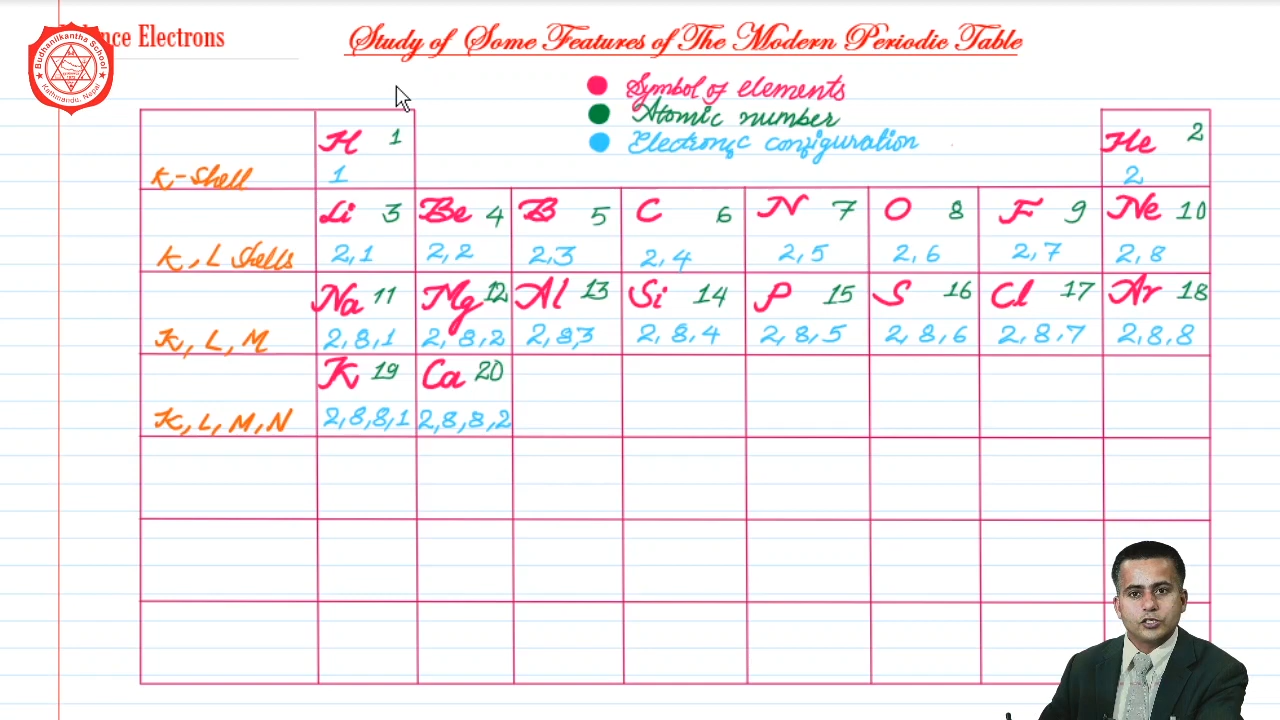 nce Electrons
Study of Some Features of The Modern Periodic Table
Budhanilkantha School
Kathmandu, Nepal
Symbol of elements
Atomic number
Electronic configuration
H 1 He 2
K-Shell 1 2
Li 3 Be 4 B 5 C 6 N 7 O 8 F 9 Ne 10
K, L Shells 2,1 2,2 2,3 2,4 2,5 2,6 2,7 2,8
Na 11 Mg 12 Al 13 Si 14 P 15 S 16 Cl 17 Ar 18
K, L, M 2,8,1 2,8,2 2,8,3 2,8,4 2,8,5 2,8,6 2,8,7 2,8,8
K 19 Ca 20
K, L, M, N 2,8,8,1 2,8,8,2